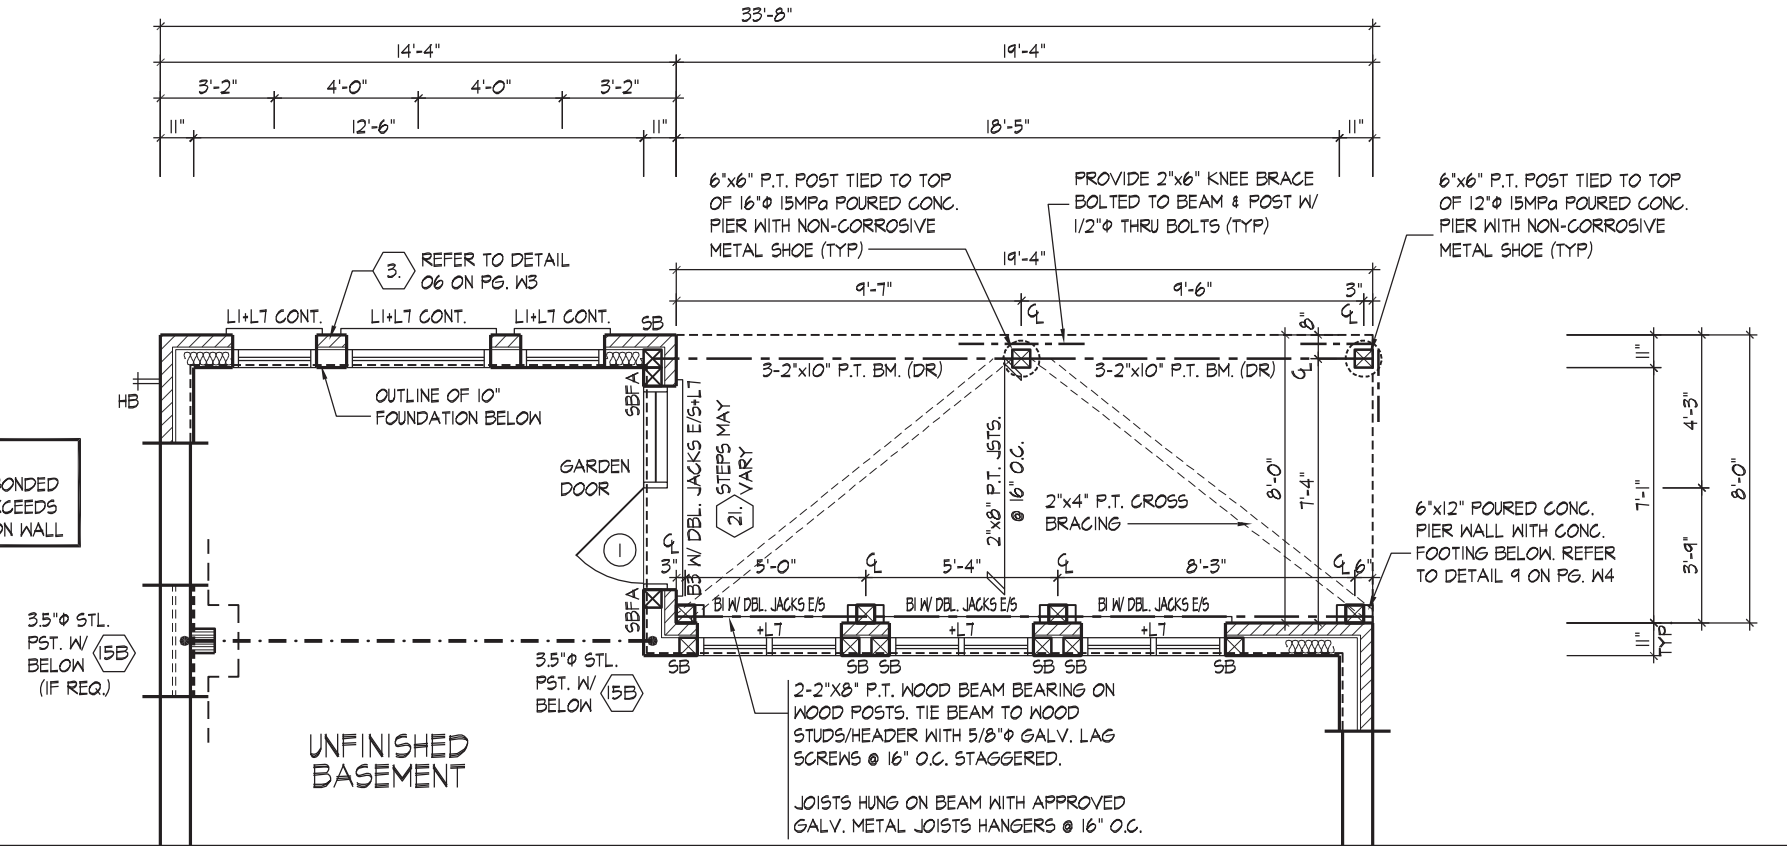 33'-8"
14'-4"
19'-4"
3'-2"
4'-0"
4'-0"
3'-2"
11"
12'-6"
11"
18'-5"
11"
6"x6" P.T. POST TIED TO TOP
OF 16"Φ 15MPa POURED CONC.
PIER WITH NON-CORROSIVE
METAL SHOE (TYP)
PROVIDE 2"x6" KNEE BRACE
BOLTED TO BEAM & POST W/
1/2"Φ THRU BOLTS (TYP)
6"x6" P.T. POST TIED TO TOP
OF 12"Φ 15MPa POURED CONC.
PIER WITH NON-CORROSIVE
METAL SHOE (TYP)
3.
REFER TO DETAIL
06 ON PG. W3
19'-4"
9'-7"
9'-6"
3"
CL
CL
L1+L7 CONT.
L1+L7 CONT.
L1+L7 CONT.
SB
8"
CL
3-2"x10" P.T. BM. (DR)
3-2"x10" P.T. BM. (DR)
HB
OUTLINE OF 10"
FOUNDATION BELOW
SBFA
B3 W/ DBL. JACKS E/S+L7
21.
STEPS MAY
VARY
GARDEN
DOOR
1
2"x8" P.T. JSTS.
@ 16" O.C.
2"x4" P.T. CROSS
BRACING
8'-0"
7'-4"
11"
7'-1"
11"
TYP
4'-3"
3'-9"
8'-0"
6"x12" POURED CONC.
PIER WALL WITH CONC.
FOOTING BELOW. REFER
TO DETAIL 9 ON PG. W4
BONDED
CEEDS
ON WALL
CL
3"
5'-0"
CL
5'-4"
CL
8'-3"
CL
6"
SBFA
B1 W/ DBL. JACKS E/S
B1 W/ DBL. JACKS E/S
B1 W/ DBL. JACKS E/S
+L7
+L7
+L7
SB
SB
SB
SB
SB
SB
3.5"Φ STL.
PST. W/
BELOW
(IF REQ.)
15B
3.5"Φ STL.
PST. W/
BELOW
15B
2-2"X8" P.T. WOOD BEAM BEARING ON
WOOD POSTS. TIE BEAM TO WOOD
STUDS/HEADER WITH 5/8"Φ GALV. LAG
SCREWS @ 16" O.C. STAGGERED.
JOISTS HUNG ON BEAM WITH APPROVED
GALV. METAL JOISTS HANGERS @ 16" O.C.
UNFINISHED
BASEMENT